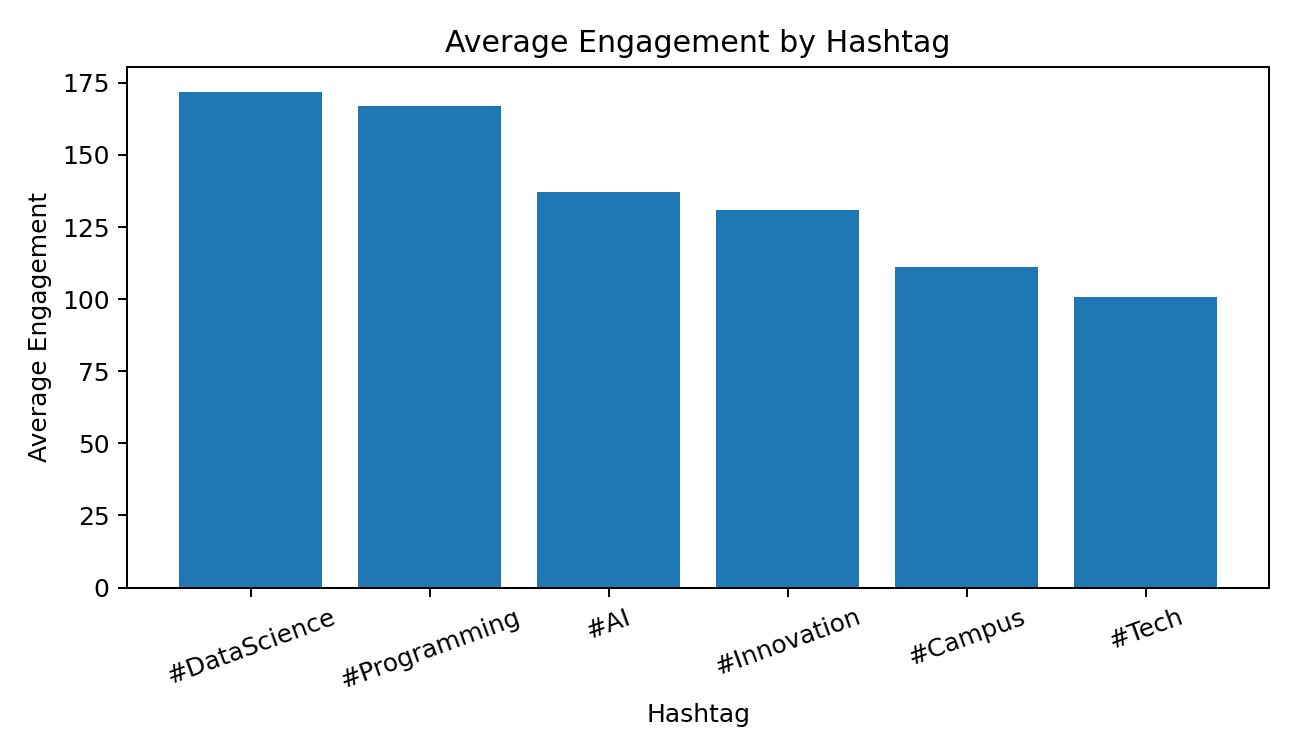 Average Engagement by Hashtag
Average Engagement
175
150
125
100
75
50
25
0
#DataScience
#Programming
#AI
#Innovation
#Campus
#Tech
Hashtag